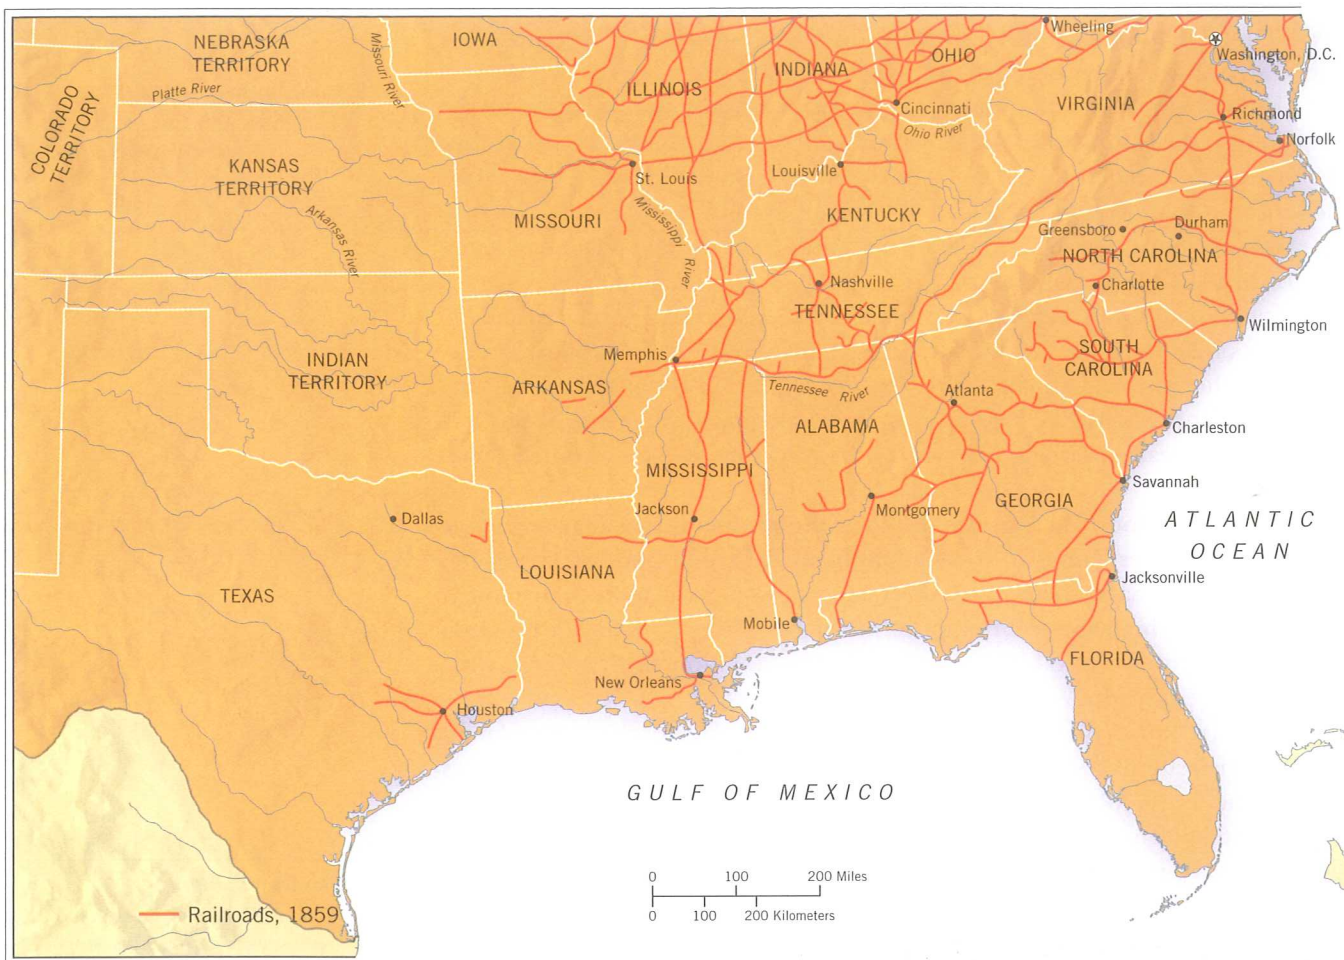 Wheeling
NEBRASKA
TERRITORY
Missouri River
IOWA
Washington, D.C.
OHIO
INDIANA
ILLINOIS
Platte River
COLORADO
TERRITORY
VIRGINIA
Cincinnati
Richmond
Ohio River
Norfolk
KANSAS
TERRITORY
St. Louis
Louisville
Arkansas River
MISSOURI
Mississippi River
KENTUCKY
Greensboro
Durham
NORTH CAROLINA
Nashville
Charlotte
TENNESSEE
Wilmington
INDIAN
TERRITORY
Memphis
SOUTH
CAROLINA
ARKANSAS
Tennessee River
Atlanta
ALABAMA
Charleston
MISSISSIPPI
Savannah
Jackson
Montgomery
GEORGIA
Dallas
ATLANTIC
OCEAN
LOUISIANA
Jacksonville
TEXAS
Mobile
FLORIDA
New Orleans
Houston
GULF OF MEXICO
0 100 200 Miles
0 100 200 Kilometers
Railroads, 1859